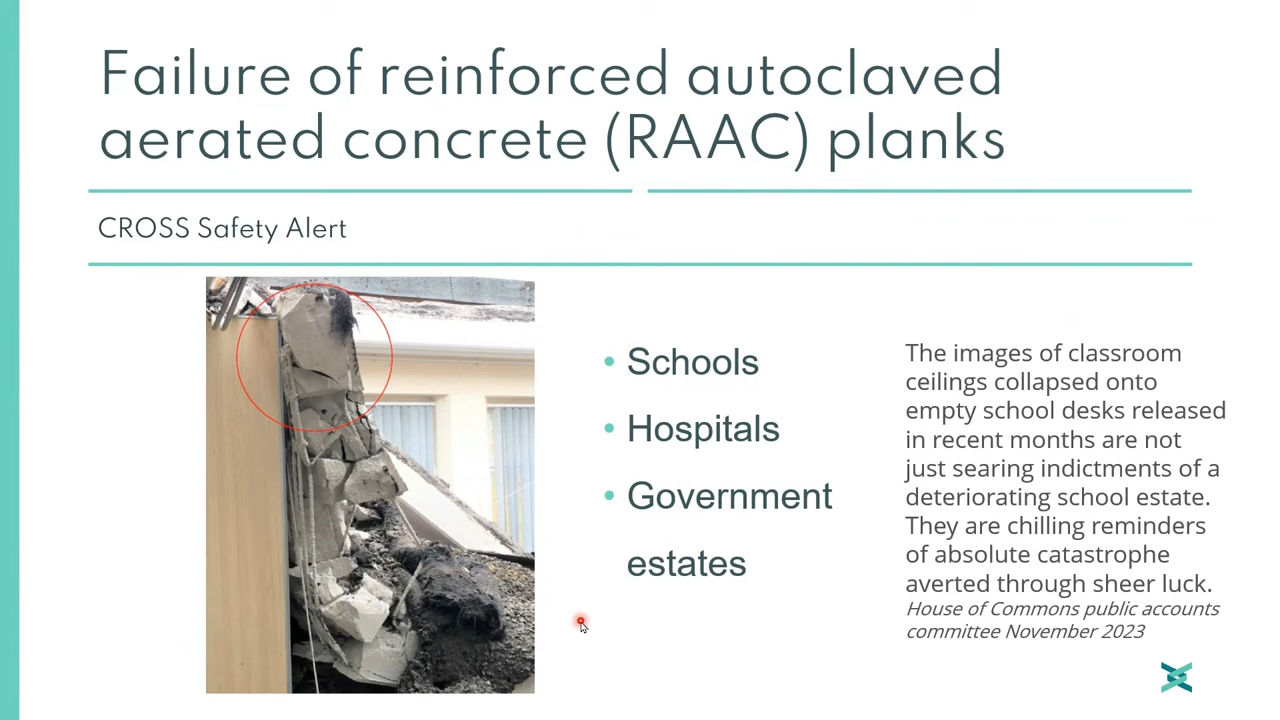 Failure of reinforced autoclaved
aerated concrete (RAAC) planks
CROSS Safety Alert
• Schools
• Hospitals
• Government
estates
The images of classroom
ceilings collapsed onto
empty school desks released
in recent months are not
just searing indictments of a
deteriorating school estate.
They are chilling reminders
of absolute catastrophe
averted through sheer luck.
House of Commons public accounts
committee November 2023